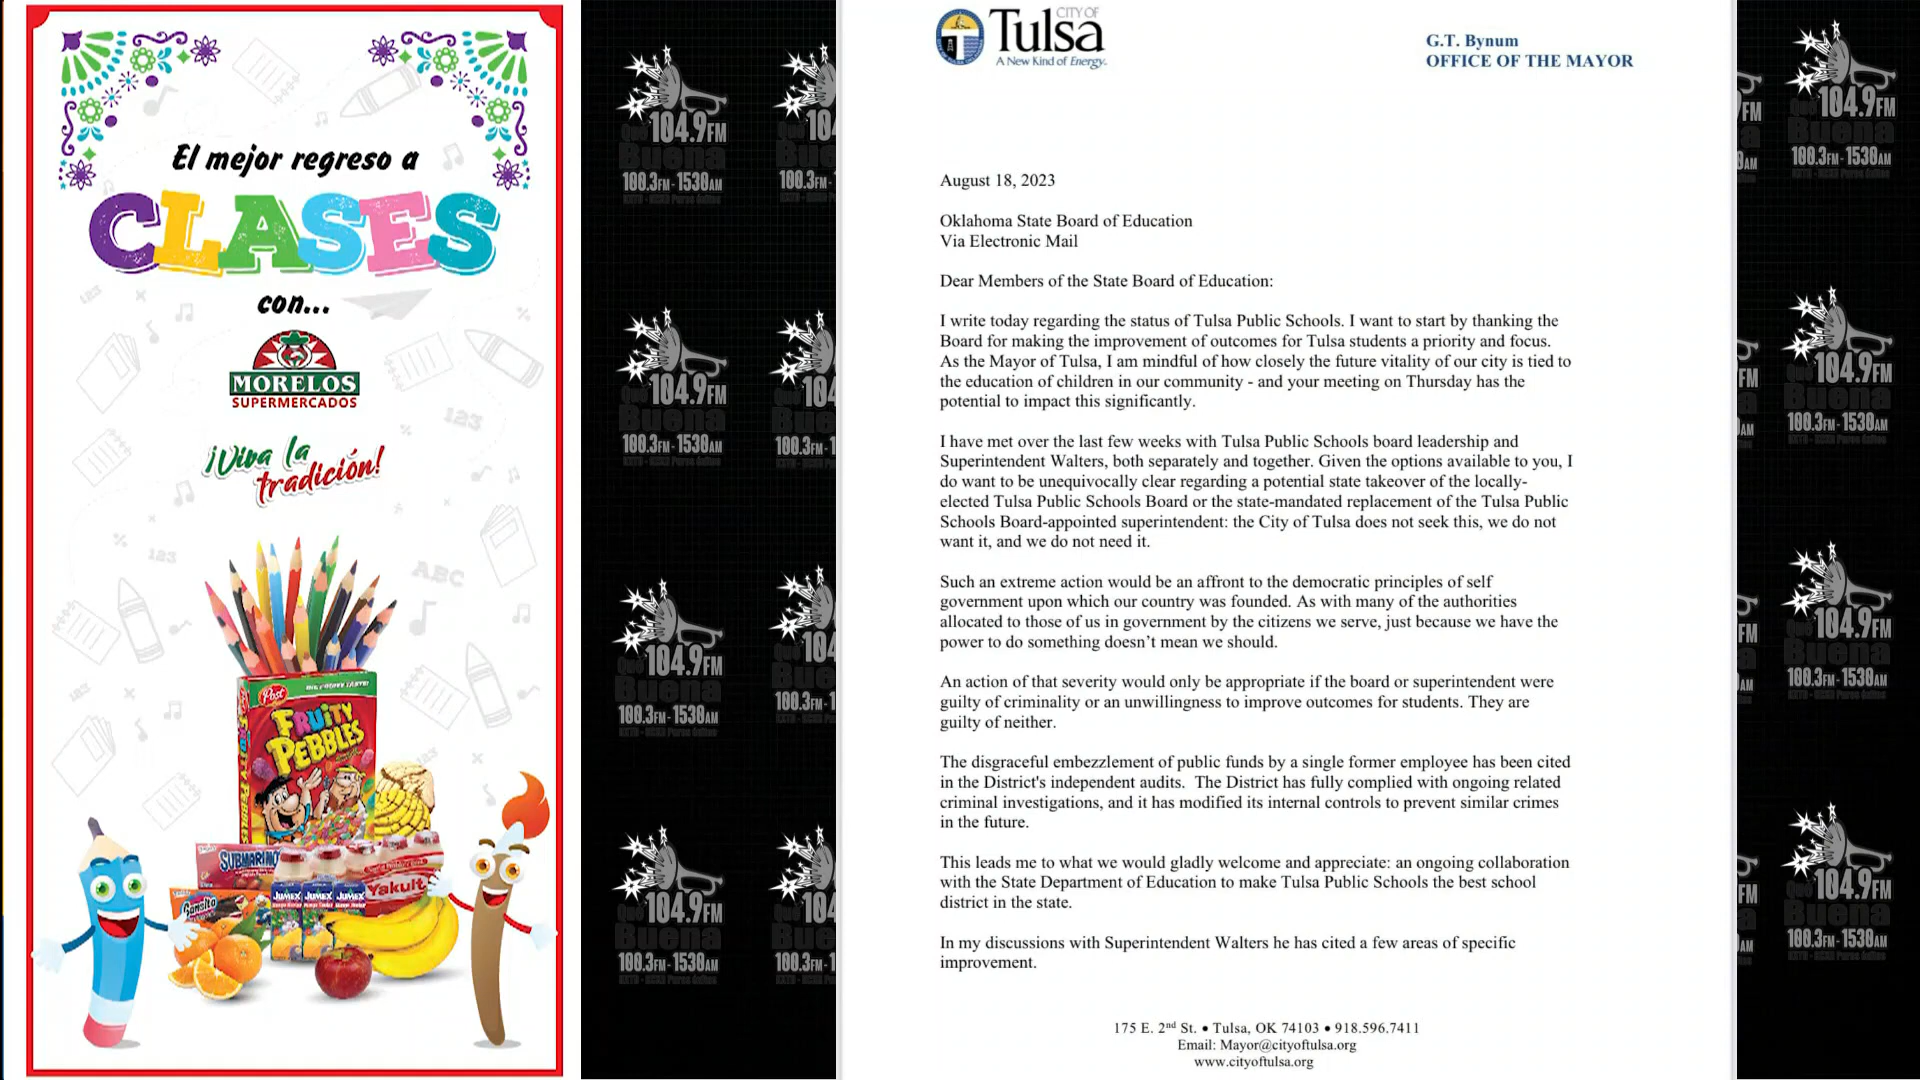 El mejor regreso a
CLASES
con...
MORELOS
SUPERMERCADOS
¡Viva la
tradición!
123
ABC
Post
FRUITY
PEBBLES
SUBMARINO
Gansito
JUMEX
JUMEX
JUMEX
Yakult
Qué
104.9FM
Buena
100.3FM-1530AM
CITY OF
Tulsa
A New Kind of Energy.
G.T. Bynum
OFFICE OF THE MAYOR
August 18, 2023
Oklahoma State Board of Education
Via Electronic Mail
Dear Members of the State Board of Education:
I write today regarding the status of Tulsa Public Schools. I want to start by thanking the
Board for making the improvement of outcomes for Tulsa students a priority and focus.
As the Mayor of Tulsa, I am mindful of how closely the future vitality of our city is tied to
the education of children in our community - and your meeting on Thursday has the
potential to impact this significantly.
I have met over the last few weeks with Tulsa Public Schools board leadership and
Superintendent Walters, both separately and together. Given the options available to you, I
do want to be unequivocally clear regarding a potential state takeover of the locally-
elected Tulsa Public Schools Board or the state-mandated replacement of the Tulsa Public
Schools Board-appointed superintendent: the City of Tulsa does not seek this, we do not
want it, and we do not need it.
Such an extreme action would be an affront to the democratic principles of self
government upon which our country was founded. As with many of the authorities
allocated to those of us in government by the citizens we serve, just because we have the
power to do something doesn’t mean we should.
An action of that severity would only be appropriate if the board or superintendent were
guilty of criminality or an unwillingness to improve outcomes for students. They are
guilty of neither.
The disgraceful embezzlement of public funds by a single former employee has been cited
in the District's independent audits.  The District has fully complied with ongoing related
criminal investigations, and it has modified its internal controls to prevent similar crimes
in the future.
This leads me to what we would gladly welcome and appreciate: an ongoing collaboration
with the State Department of Education to make Tulsa Public Schools the best school
district in the state.
In my discussions with Superintendent Walters he has cited a few areas of specific
improvement.
175 E. 2nd St. • Tulsa, OK 74103 • 918.596.7411
Email: Mayor@cityoftulsa.org
www.cityoftulsa.org